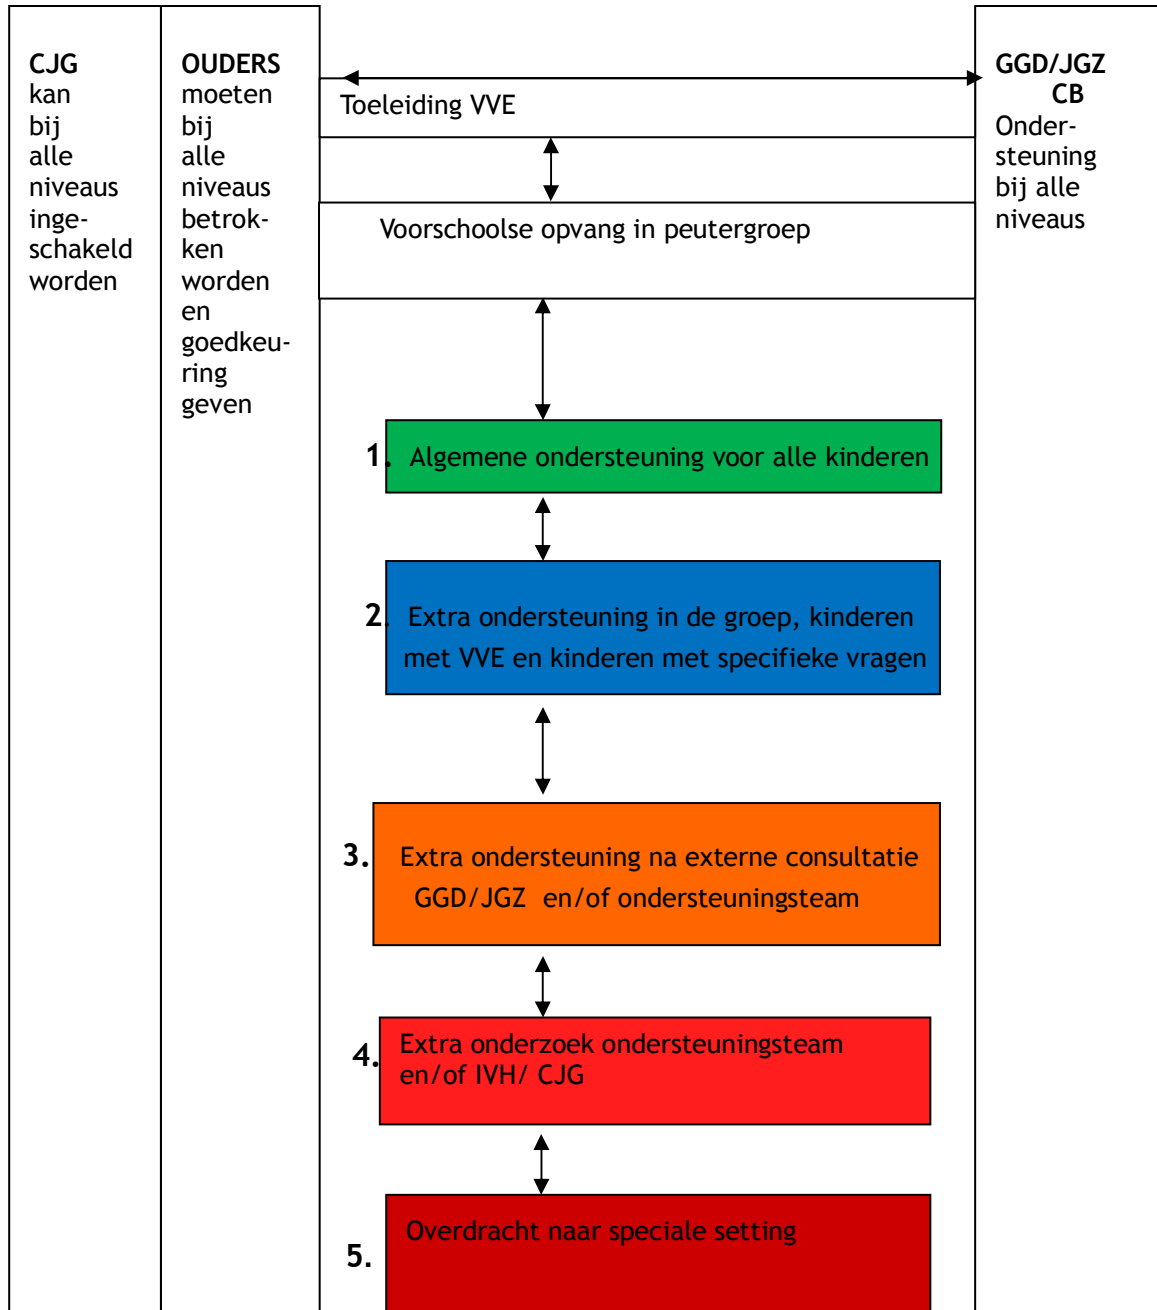 CJG
kan
bij
alle
niveaus
inge-
schakeld
worden
OUDERS
moeten
bij
alle
niveaus
betrok-
ken
worden
en
goedkeu-
ring
geven
Toeleiding VVE
Voorschoolse opvang in peutergroep
GGD/JGZ
CB
Onder-
steuning
bij alle
niveaus
1. Algemene ondersteuning voor alle kinderen
2. Extra ondersteuning in de groep, kinderen
met VVE en kinderen met specifieke vragen
3. Extra ondersteuning na externe consultatie
GGD/JGZ en/of ondersteuningsteam
4. Extra onderzoek ondersteuningsteam
en/of IVH/ CJG
5. Overdracht naar speciale setting